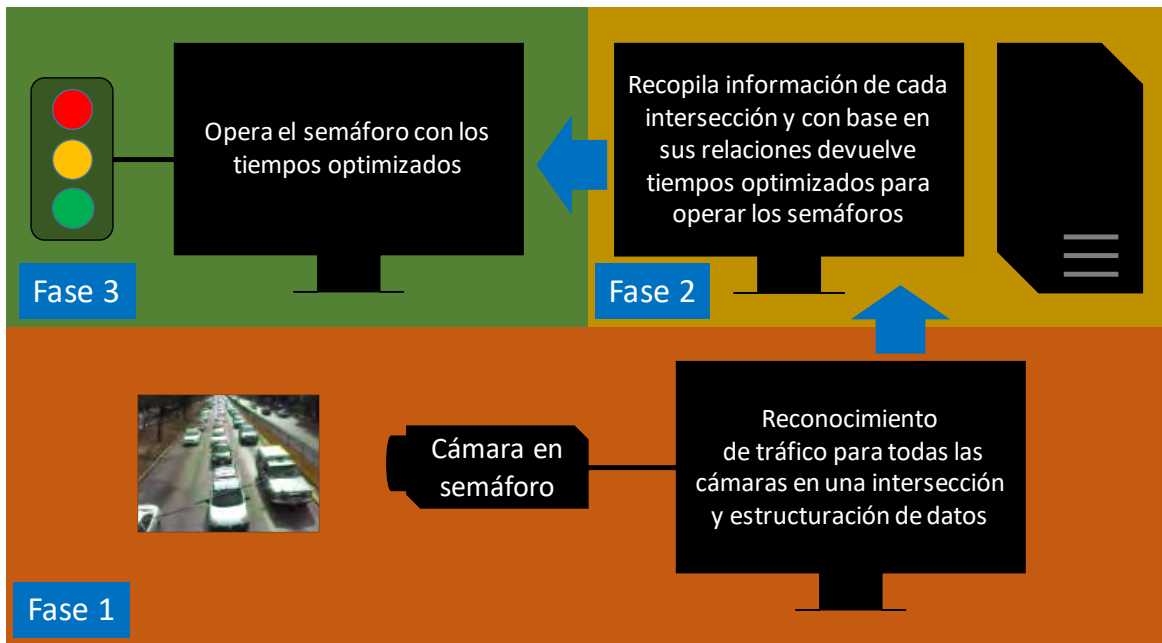 Opera el semáforo con los
tiempos optimizados
Fase 3
Recopila información de cada
intersección y con base en
sus relaciones devuelve
tiempos optimizados para
operar los semáforos
Fase 2
Cámara en
semáforo
Reconocimiento
de tráfico para todas las
cámaras en una intersección
y estructuración de datos
Fase 1